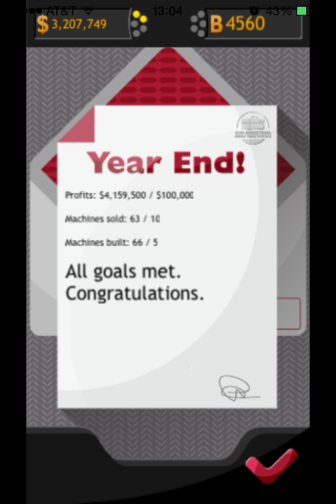 AT&T 13:04 43%
$ 3,207,749 B 4560
Year End!
Profits: $4,159,500 / $100,000
Machines sold: 63 / 10
Machines built: 66 / 5
All goals met.
Congratulations.